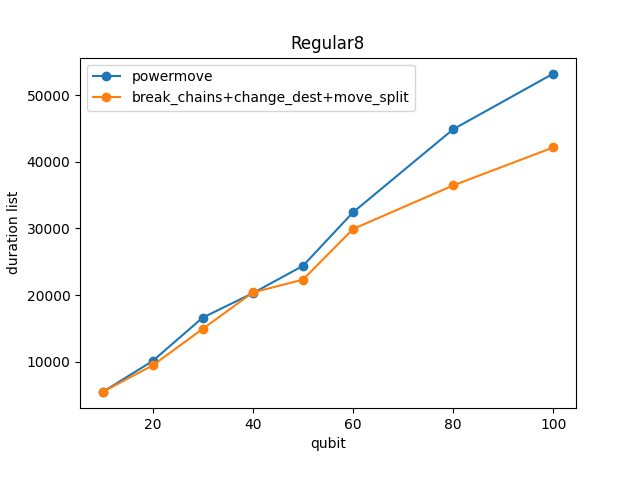 Regular8
powermove
break_chains+change_dest+move_split
duration list
50000
40000
30000
20000
10000
20
40
60
80
100
qubit